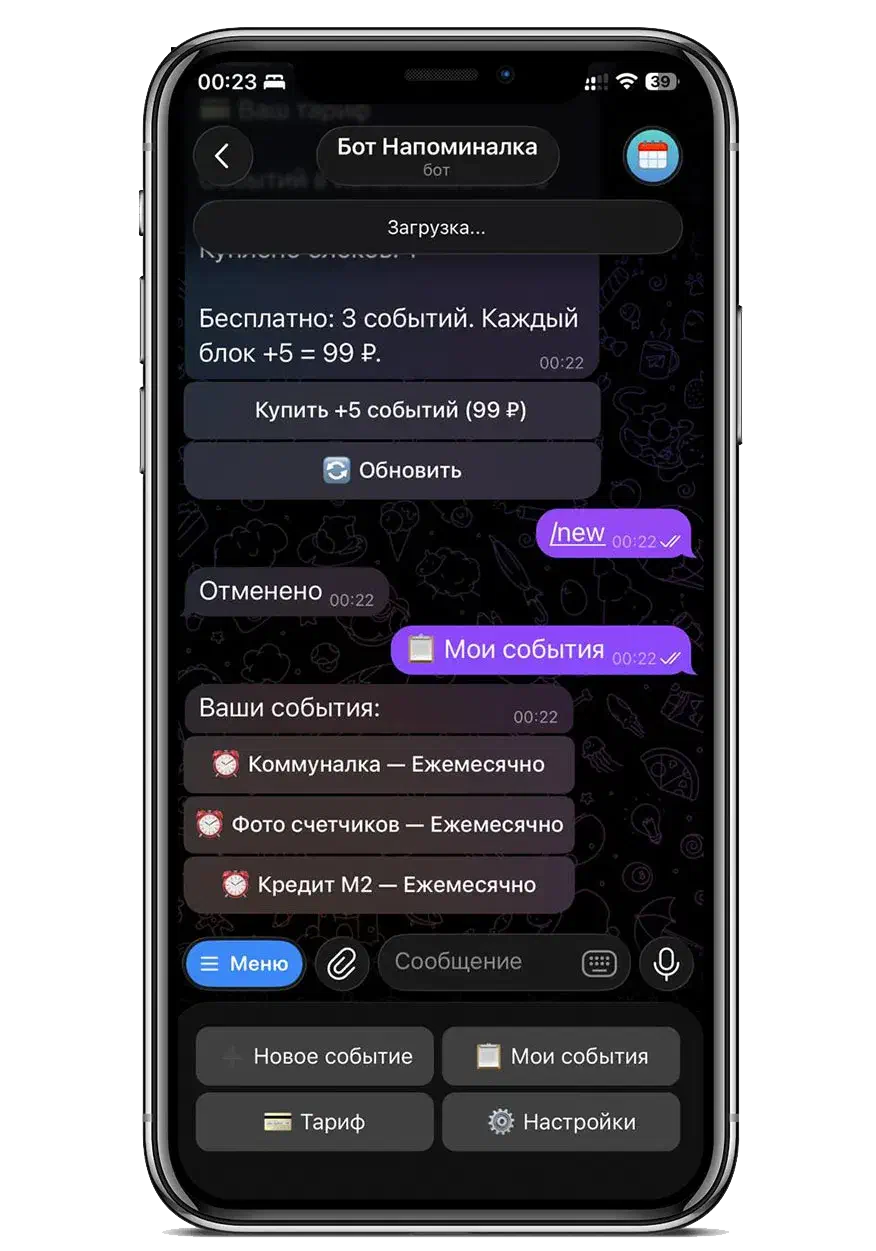 00:23
39
Ваш тариф
Бот Напоминалка
бот
Загрузка...
Бесплатно: 3 событий. Каждый
блок +5 = 99 ₽.
00:22
Купить +5 событий (99 ₽)
Обновить
/new 00:22
Отменено 00:22
Мои события 00:22
Ваши события: 00:22
Коммуналка — Ежемесячно
Фото счетчиков — Ежемесячно
Кредит М2 — Ежемесячно
Меню
Сообщение
Новое событие
Мои события
Тариф
Настройки